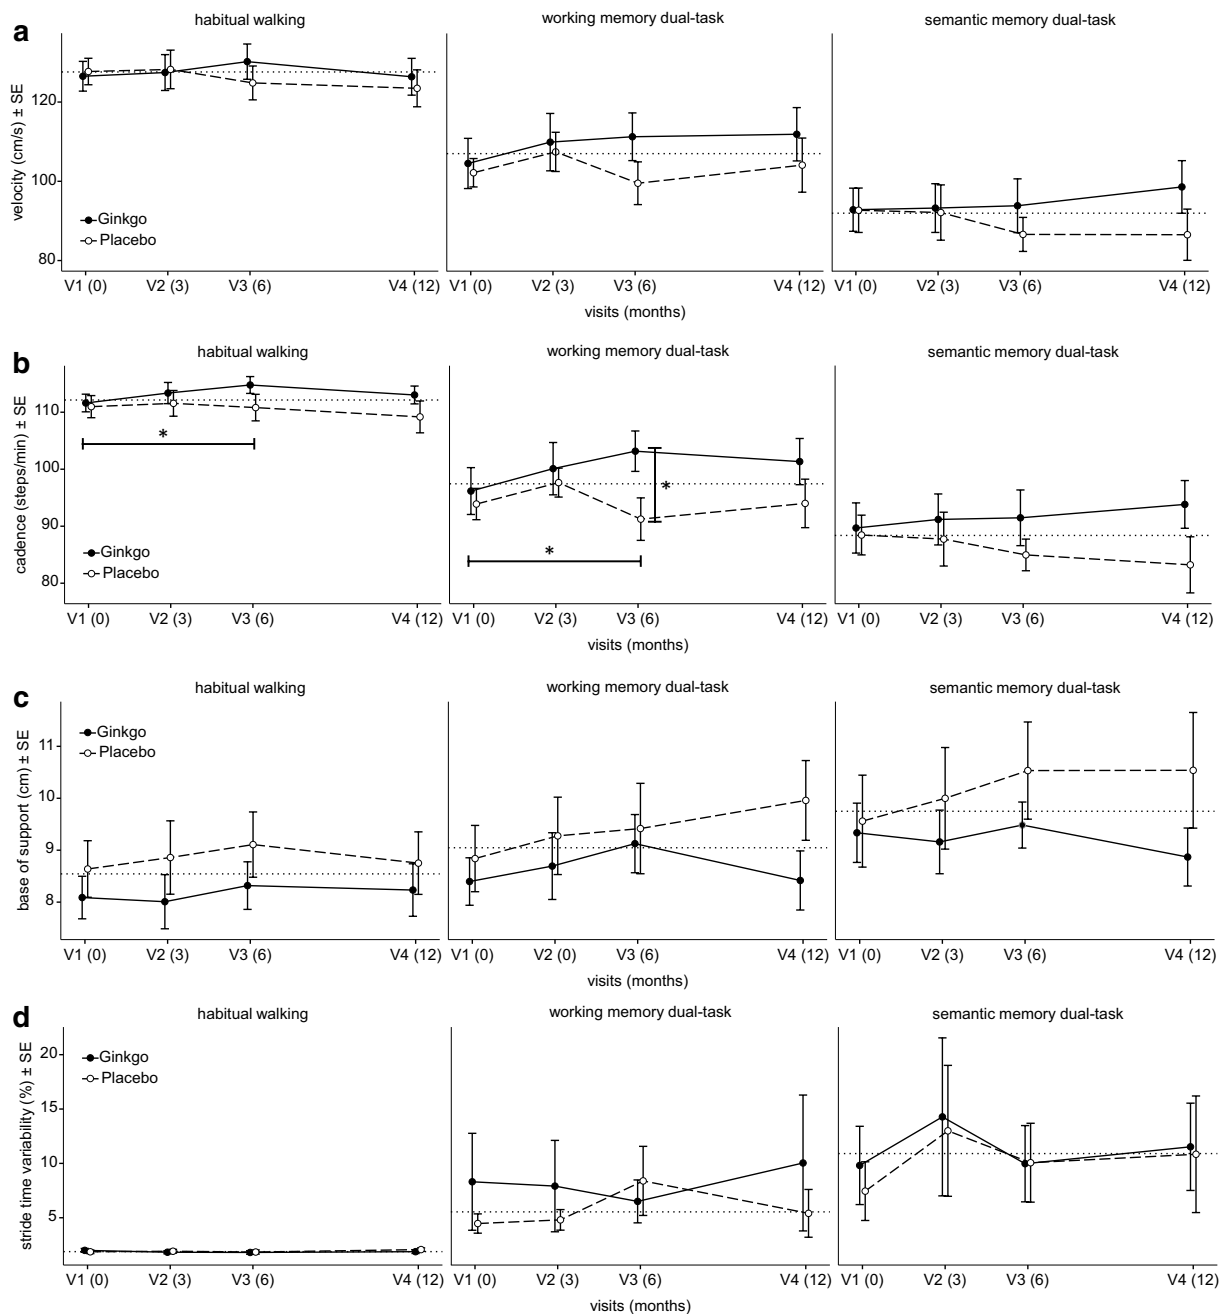 a
habitual walking
working memory dual-task
semantic memory dual-task
velocity (cm/s) ± SE
120
100
80
Ginkgo
Placebo
V1 (0) V2 (3) V3 (6) V4 (12)
V1 (0) V2 (3) V3 (6) V4 (12)
V1 (0) V2 (3) V3 (6) V4 (12)
visits (months)
b
habitual walking
working memory dual-task
semantic memory dual-task
cadence (steps/min) ± SE
110
100
90
80
*
*
*
Ginkgo
Placebo
V1 (0) V2 (3) V3 (6) V4 (12)
V1 (0) V2 (3) V3 (6) V4 (12)
V1 (0) V2 (3) V3 (6) V4 (12)
visits (months)
c
habitual walking
working memory dual-task
semantic memory dual-task
base of support (cm) ± SE
11
10
9
8
Ginkgo
Placebo
V1 (0) V2 (3) V3 (6) V4 (12)
V1 (0) V2 (0) V3 (6) V4 (12)
V1 (0) V2 (3) V3 (6) V4 (12)
visits (months)
d
habitual walking
working memory dual-task
semantic memory dual-task
stride time variability (%) ± SE
20
15
10
5
Ginkgo
Placebo
V1 (0) V2 (3) V3 (6) V4 (12)
V1 (0) V2 (3) V3 (6) V4 (12)
V1 (0) V2 (3) V3 (6) V4 (12)
visits (months)